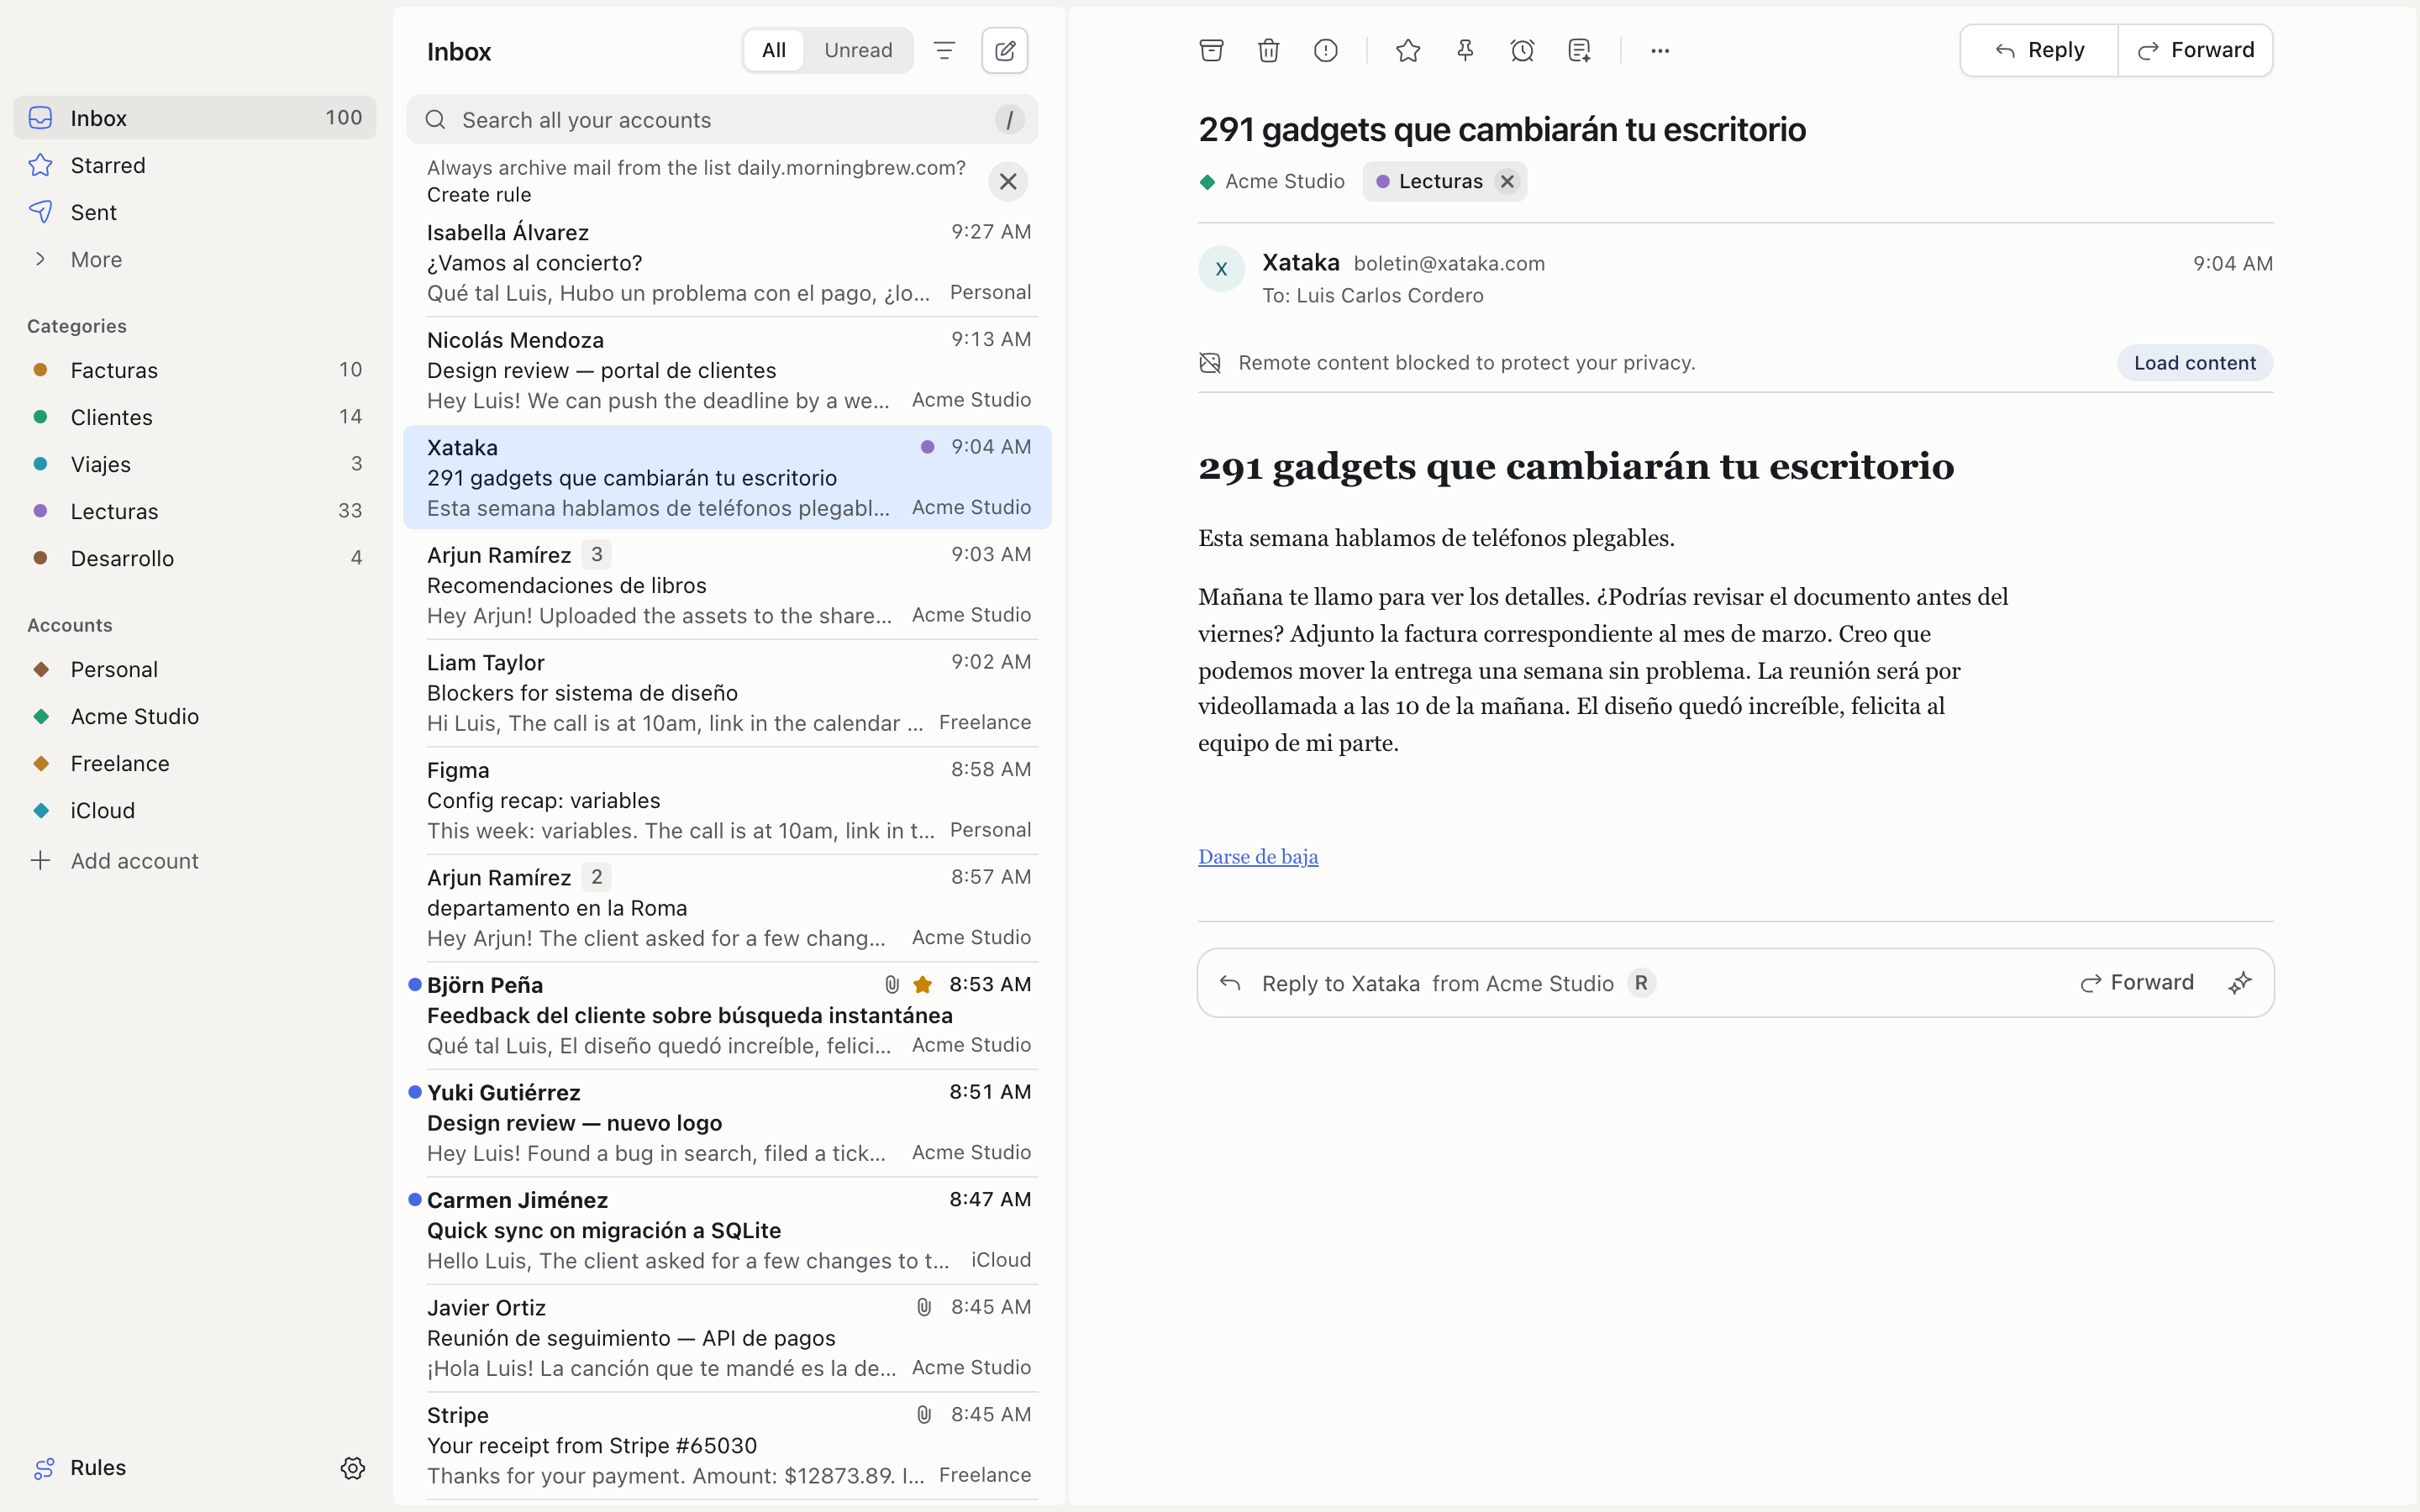 Inbox 100
Starred
Sent
More
Categories
Facturas 10
Clientes 14
Viajes 3
Lecturas 33
Desarrollo 4
Accounts
Personal
Acme Studio
Freelance
iCloud
Add account
Rules
Inbox All Unread
Search all your accounts /
Always archive mail from the list daily.morningbrew.com?
Create rule
Isabella Álvarez 9:27 AM
¿Vamos al concierto?
Qué tal Luis, Hubo un problema con el pago, ¿lo... Personal
Nicolás Mendoza 9:13 AM
Design review — portal de clientes
Hey Luis! We can push the deadline by a we... Acme Studio
Xataka 9:04 AM
291 gadgets que cambiarán tu escritorio
Esta semana hablamos de teléfonos plegabl... Acme Studio
Arjun Ramírez 3 9:03 AM
Recomendaciones de libros
Hey Arjun! Uploaded the assets to the share... Acme Studio
Liam Taylor 9:02 AM
Blockers for sistema de diseño
Hi Luis, The call is at 10am, link in the calendar ... Freelance
Figma 8:58 AM
Config recap: variables
This week: variables. The call is at 10am, link in t... Personal
Arjun Ramírez 2 8:57 AM
departamento en la Roma
Hey Arjun! The client asked for a few chang... Acme Studio
Björn Peña 8:53 AM
Feedback del cliente sobre búsqueda instantánea
Qué tal Luis, El diseño quedó increíble, felici... Acme Studio
Yuki Gutiérrez 8:51 AM
Design review — nuevo logo
Hey Luis! Found a bug in search, filed a tick... Acme Studio
Carmen Jiménez 8:47 AM
Quick sync on migración a SQLite
Hello Luis, The client asked for a few changes to t... iCloud
Javier Ortiz 8:45 AM
Reunión de seguimiento — API de pagos
¡Hola Luis! La canción que te mandé es la de... Acme Studio
Stripe 8:45 AM
Your receipt from Stripe #65030
Thanks for your payment. Amount: $12873.89. I... Freelance
Reply Forward
291 gadgets que cambiarán tu escritorio
Acme Studio Lecturas
X Xataka boletin@xataka.com 9:04 AM
To: Luis Carlos Cordero
Remote content blocked to protect your privacy. Load content
291 gadgets que cambiarán tu escritorio
Esta semana hablamos de teléfonos plegables.
Mañana te llamo para ver los detalles. ¿Podrías revisar el documento antes del
viernes? Adjunto la factura correspondiente al mes de marzo. Creo que
podemos mover la entrega una semana sin problema. La reunión será por
videollamada a las 10 de la mañana. El diseño quedó increíble, felicita al
equipo de mi parte.
Darse de baja
Reply to Xataka from Acme Studio R Forward